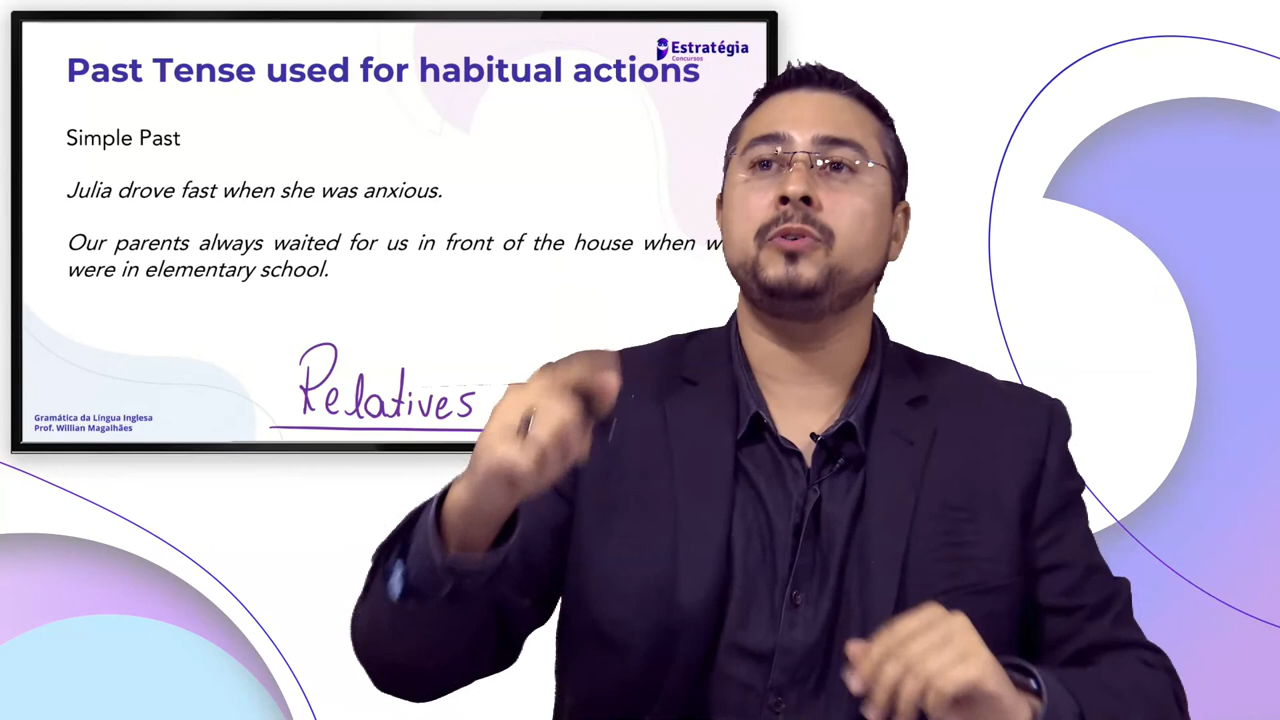 Estratégia
Concursos
Past Tense used for habitual actions
Simple Past
Julia drove fast when she was anxious.
Our parents always waited for us in front of the house when
were in elementary school.
Relatives
Gramática da Língua Inglesa
Prof. Willian Magalhães